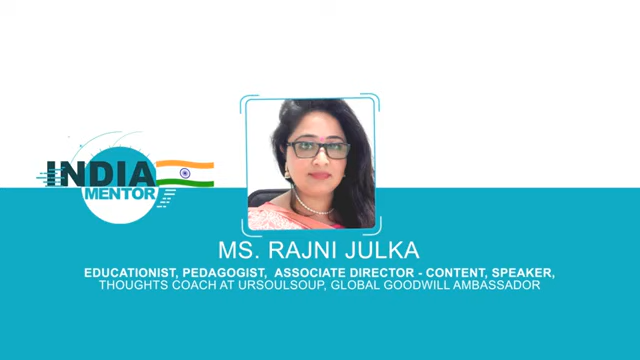 INDIA
MENTOR
MS. RAJNI JULKA
EDUCATIONIST, PEDAGOGIST, ASSOCIATE DIRECTOR - CONTENT, SPEAKER,
THOUGHTS COACH AT URSOULSOUP, GLOBAL GOODWILL AMBASSADOR